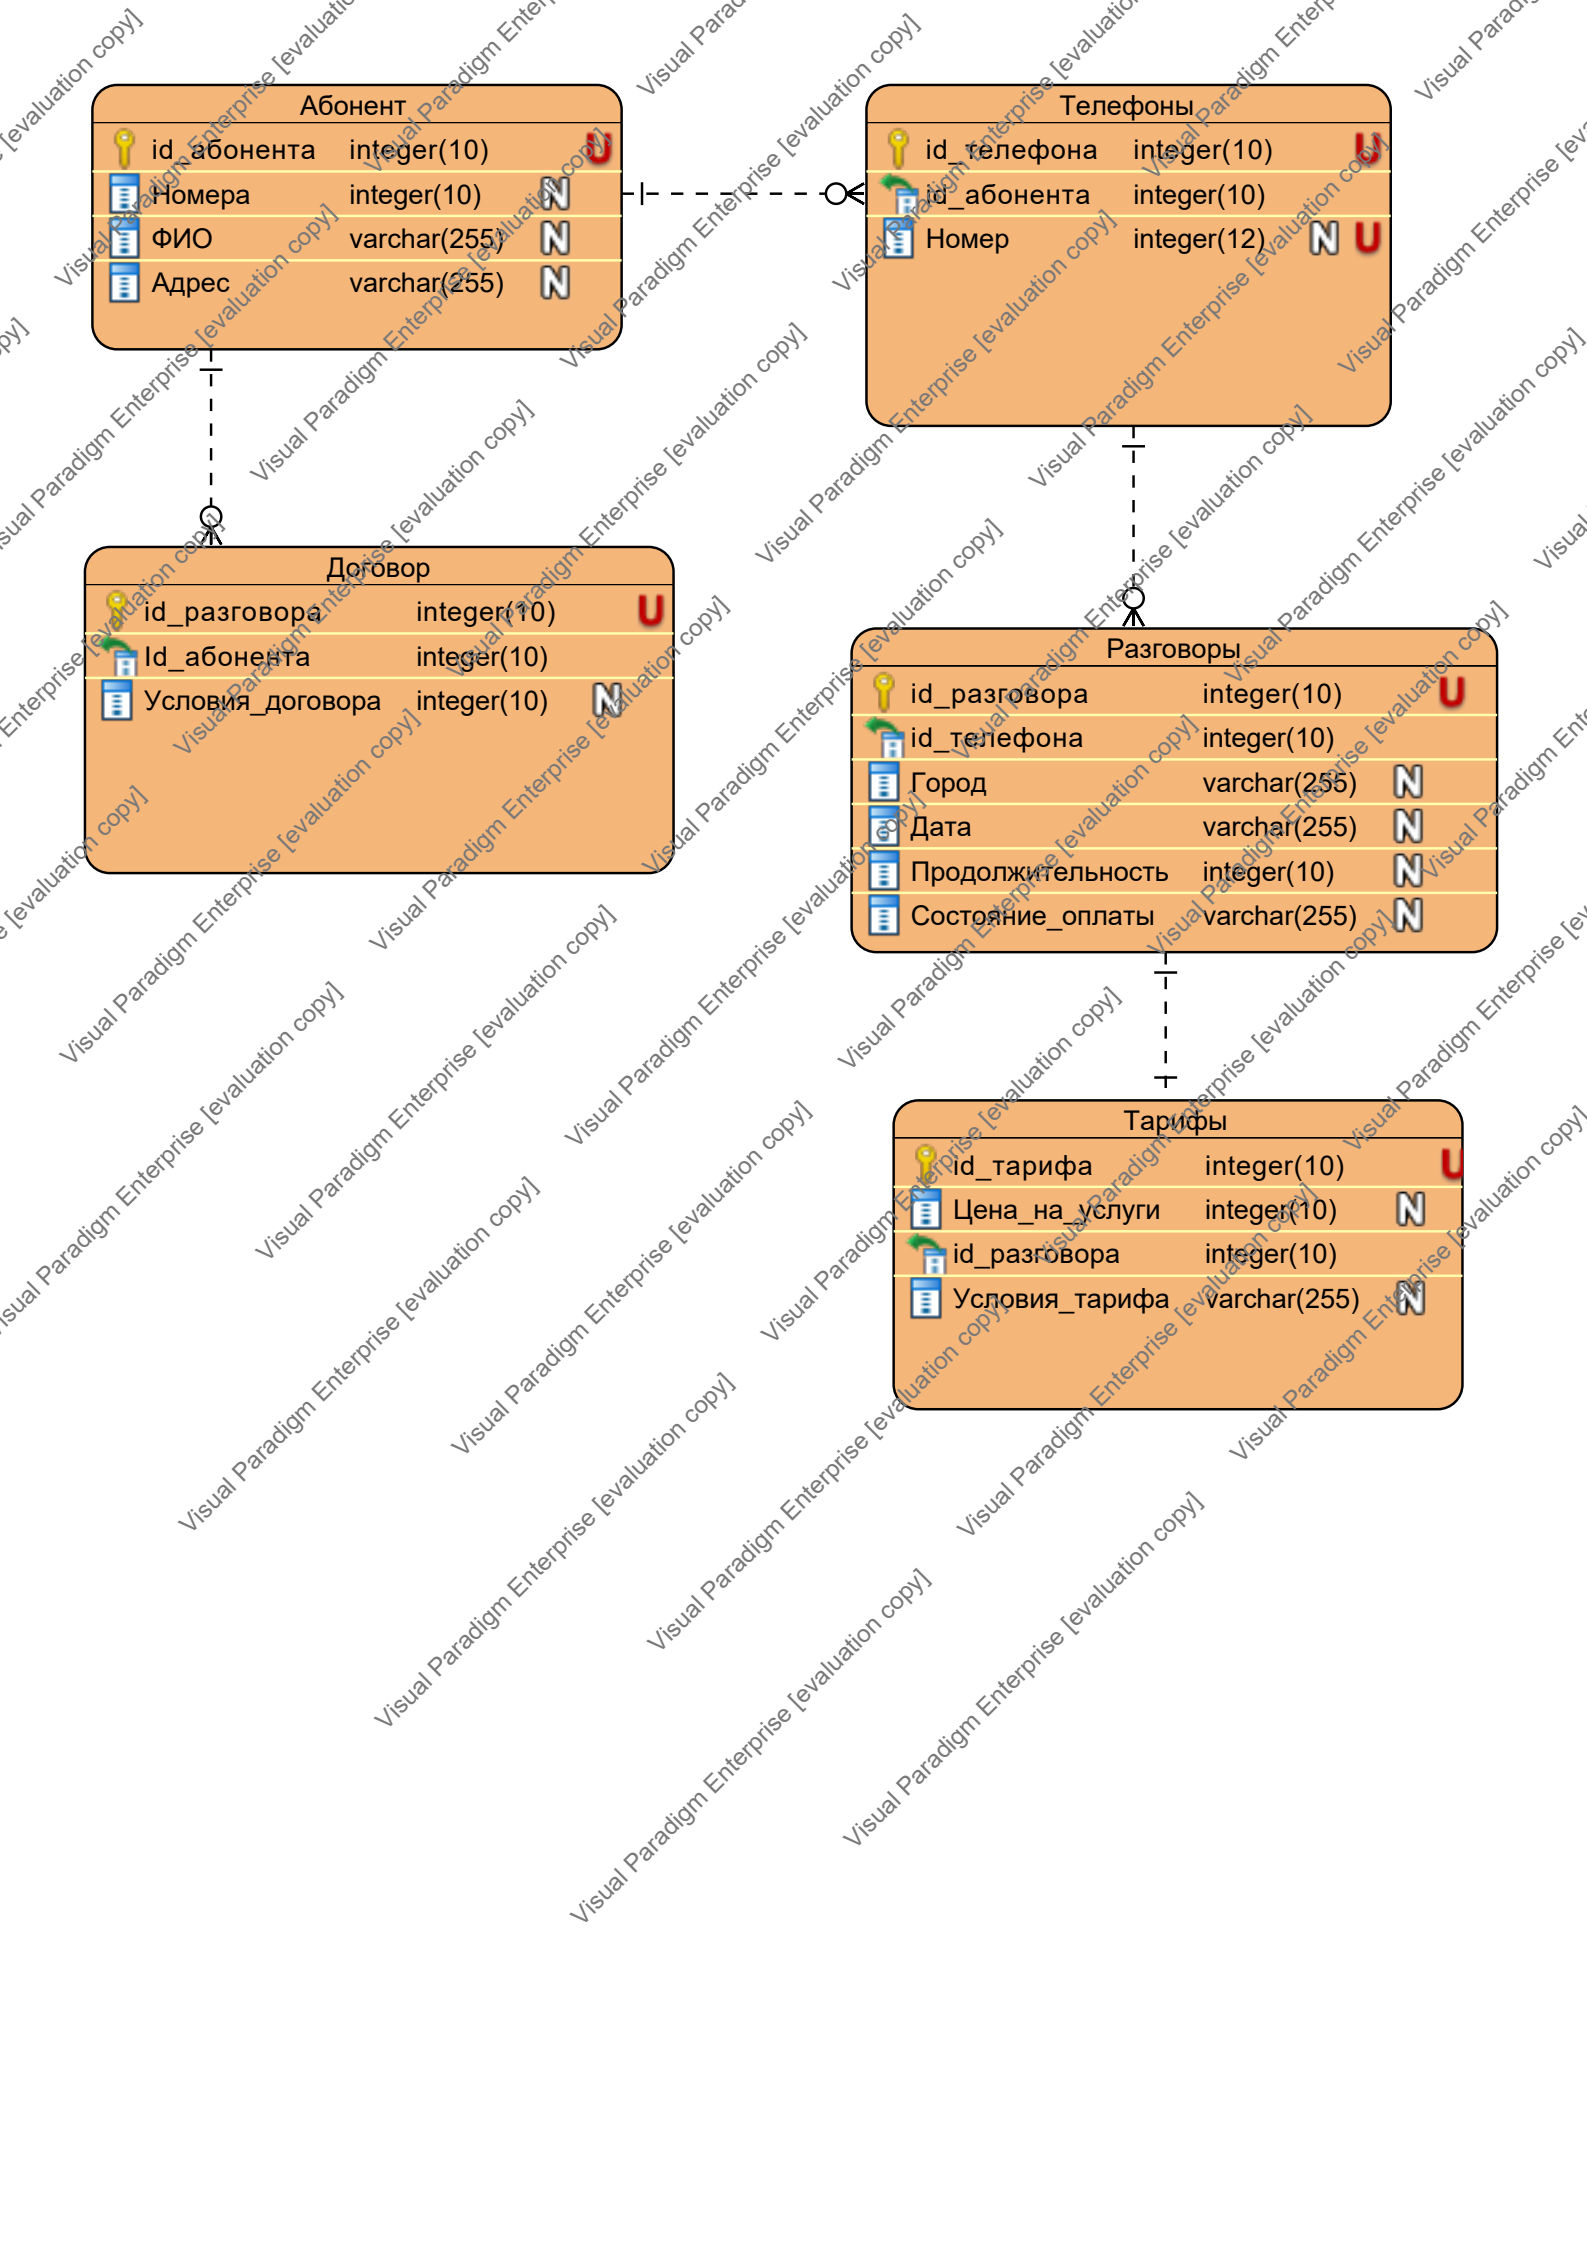 Абонент
id_абонента integer(10) U
Номера integer(10) N
ФИО varchar(255) N
Адрес varchar(255) N
Телефоны
id_телефона integer(10) U
id_абонента integer(10)
Номер integer(12) N U
Договор
id_разговора integer(10) U
Id_абонента integer(10)
Условия_договора integer(10) N
Разговоры
id_разговора integer(10) U
id_телефона integer(10)
Город varchar(255) N
Дата varchar(255) N
Продолжительность integer(10) N
Состояние_оплаты varchar(255) N
Тарифы
id_тарифа integer(10) U
Цена_на_услуги integer(10) N
id_разговора integer(10)
Условия_тарифа varchar(255) N
Visual Paradigm Enterprise [evaluation copy]